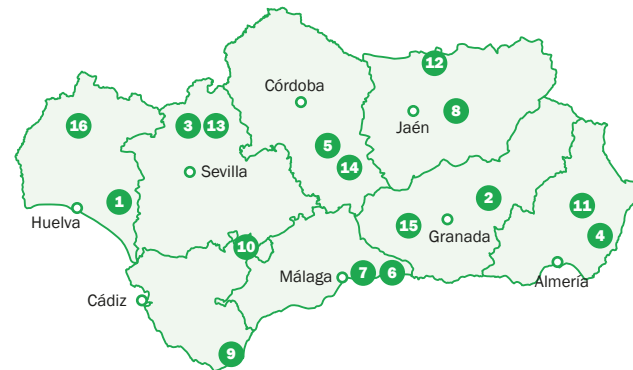 12
Córdoba
8
Jaén
16
3
13
5
14
Sevilla
1
2
11
Huelva
15
Granada
4
10
Málaga
7
6
Almería
Cádiz
9